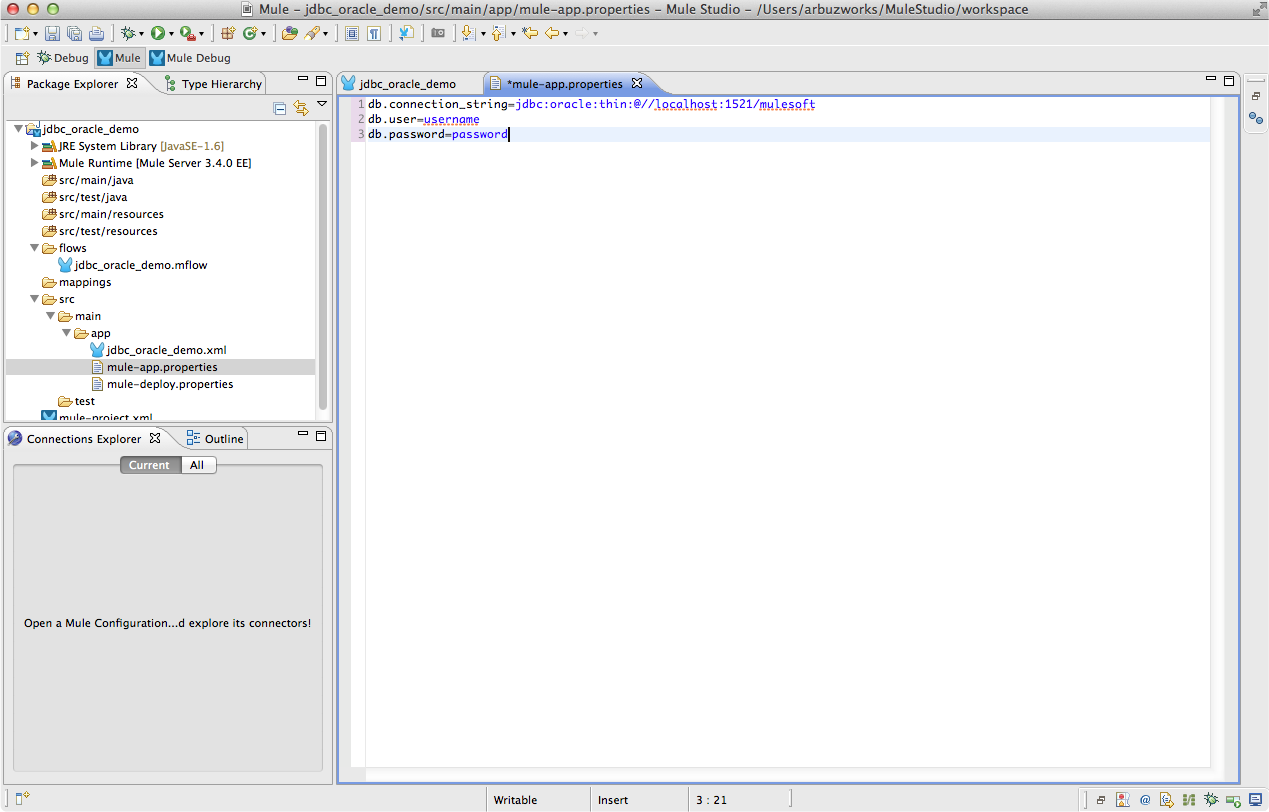 Mule – jdbc_oracle_demo/src/main/app/mule-app.properties – Mule Studio – /Users/arbuzworks/MuleStudio/workspace
Debug Mule Mule Debug
Package Explorer Type Hierarchy
jdbc_oracle_demo
JRE System Library [JavaSE-1.6]
Mule Runtime [Mule Server 3.4.0 EE]
src/main/java
src/test/java
src/main/resources
src/test/resources
flows
jdbc_oracle_demo.mflow
mappings
src
main
app
jdbc_oracle_demo.xml
mule-app.properties
mule-deploy.properties
test
mule-project.xml
jdbc_oracle_demo *mule-app.properties
1 db.connection_string=jdbc:oracle:thin:@//localhost:1521/mulesoft
2 db.user=username
3 db.password=password
Connections Explorer Outline
Current All
Open a Mule Configuration...d explore its connectors!
Writable Insert 3 : 21